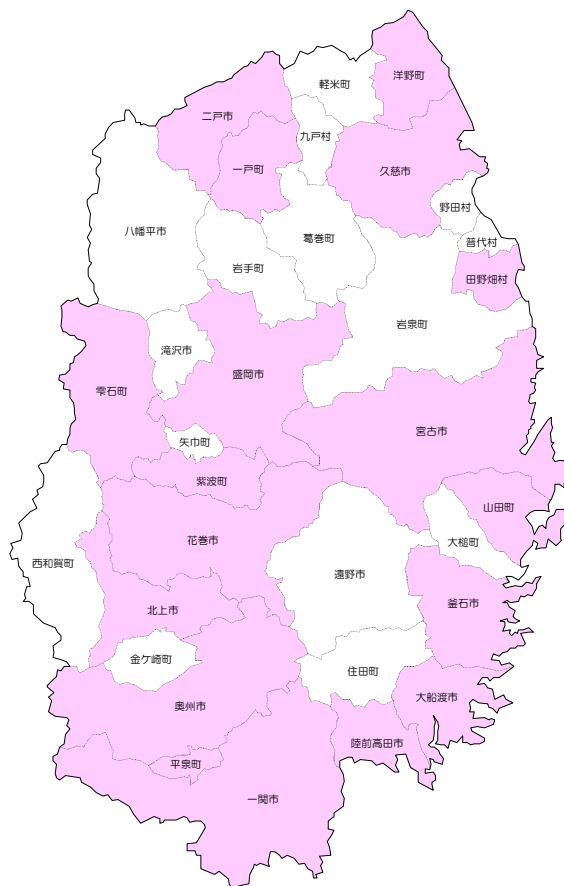 洋野町
軽米町
二戸市
九戸村
一戸町
久慈市
野田村
八幡平市
葛巻町
普代村
岩手町
田野畑村
岩泉町
滝沢市
盛岡市
雫石町
宮古市
矢巾町
紫波町
山田町
花巻市
大槌町
西和賀町
遠野市
北上市
釜石市
金ケ崎町
住田町
大船渡市
奥州市
陸前高田市
平泉町
一関市